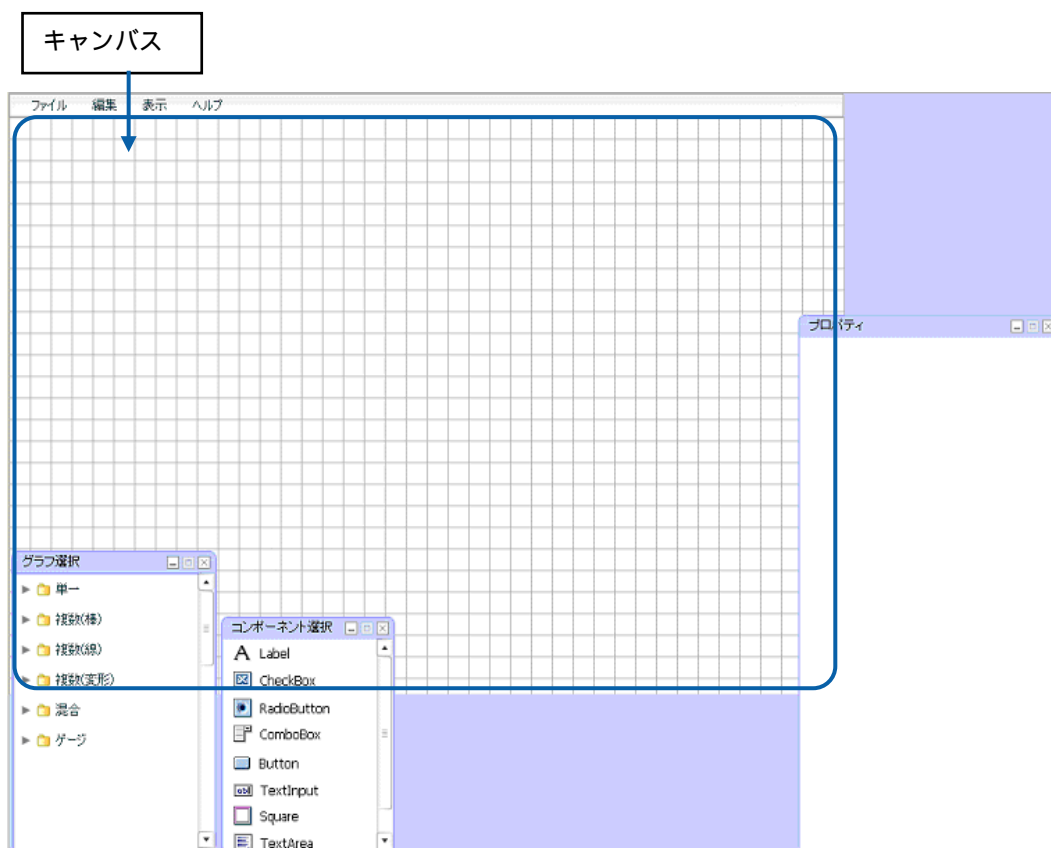 キャンバス
ファイル 編集 表示 ヘルプ
プロパティ
グラフ選択
単一
複数(棒)
複数(線)
複数(変形)
混合
ゲージ
コンポーネント選択
A Label
CheckBox
RadioButton
ComboBox
Button
abl TextInput
Square
TextArea